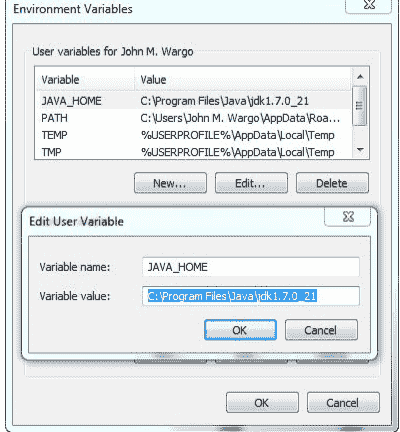 Environment Variables
User variables for John M. Wargo
Variable Value
JAVA_HOME C:\Program Files\Java\jdk1.7.0_21
PATH C:\Users\John M. Wargo\AppData\Roa...
TEMP %USERPROFILE%\AppData\Local\Temp
TMP %USERPROFILE%\AppData\Local\Temp
New... Edit... Delete
Edit User Variable
Variable name: JAVA_HOME
Variable value: C:\Program Files\Java\jdk1.7.0_21
OK Cancel
OK Cancel